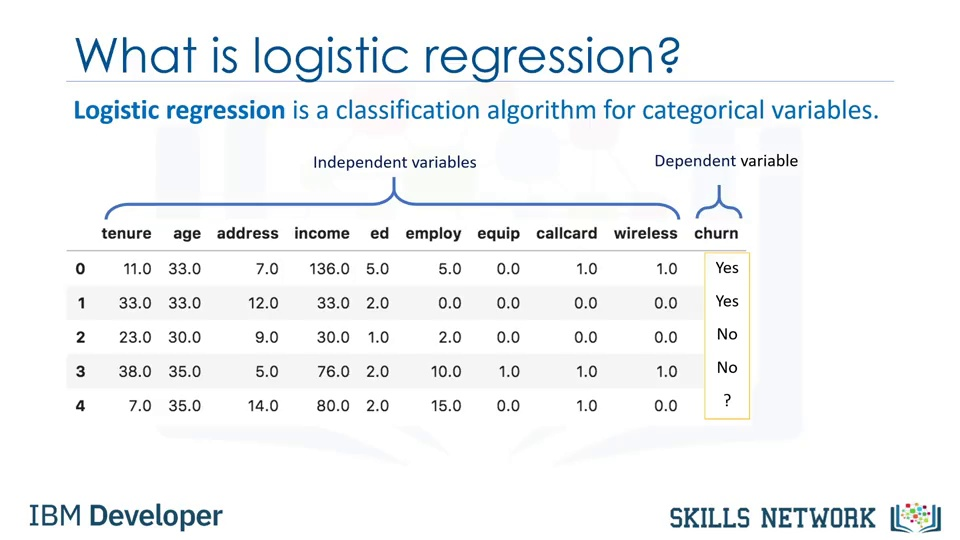 What is logistic regression?
Logistic regression is a classification algorithm for categorical variables.
Independent variables Dependent variable
tenure age address income ed employ equip callcard wireless churn
0 11.0 33.0 7.0 136.0 5.0 5.0 0.0 1.0 1.0 Yes
1 33.0 33.0 12.0 33.0 2.0 0.0 0.0 0.0 0.0 Yes
2 23.0 30.0 9.0 30.0 1.0 2.0 0.0 0.0 0.0 No
3 38.0 35.0 5.0 76.0 2.0 10.0 1.0 1.0 1.0 No
4 7.0 35.0 14.0 80.0 2.0 15.0 0.0 1.0 0.0 ?
IBM Developer SKILLS NETWORK